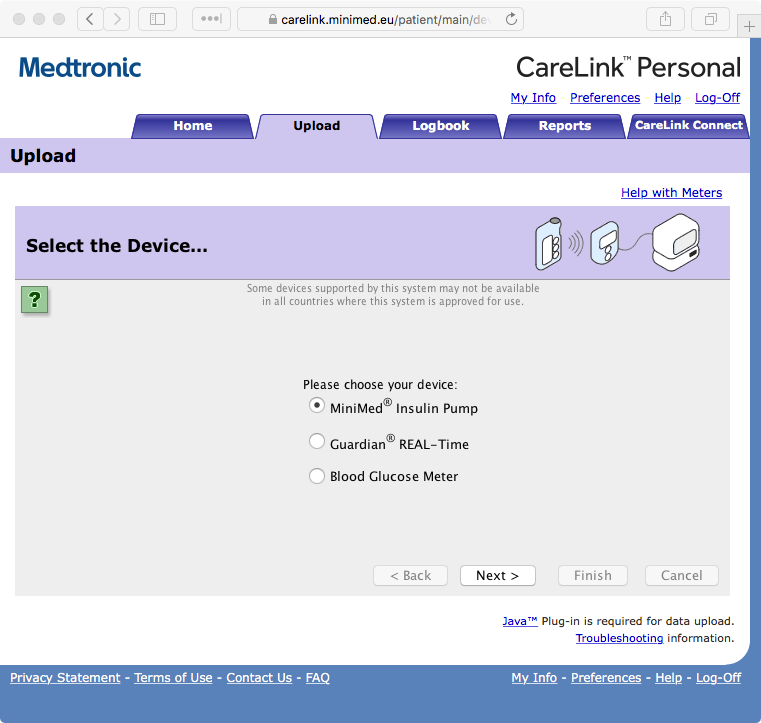 carelink.minimed.eu/patient/main/de
Medtronic
CareLink™ Personal
My Info Preferences Help Log-Off
Home Upload Logbook Reports CareLink Connect
Upload
Help with Meters
Select the Device...
?
Some devices supported by this system may not be available
in all countries where this system is approved for use.
Please choose your device:
MiniMed® Insulin Pump
Guardian® REAL-Time
Blood Glucose Meter
< Back Next > Finish Cancel
Java™ Plug-in is required for data upload.
Troubleshooting information.
Privacy Statement - Terms of Use - Contact Us - FAQ
My Info - Preferences - Help - Log-Off